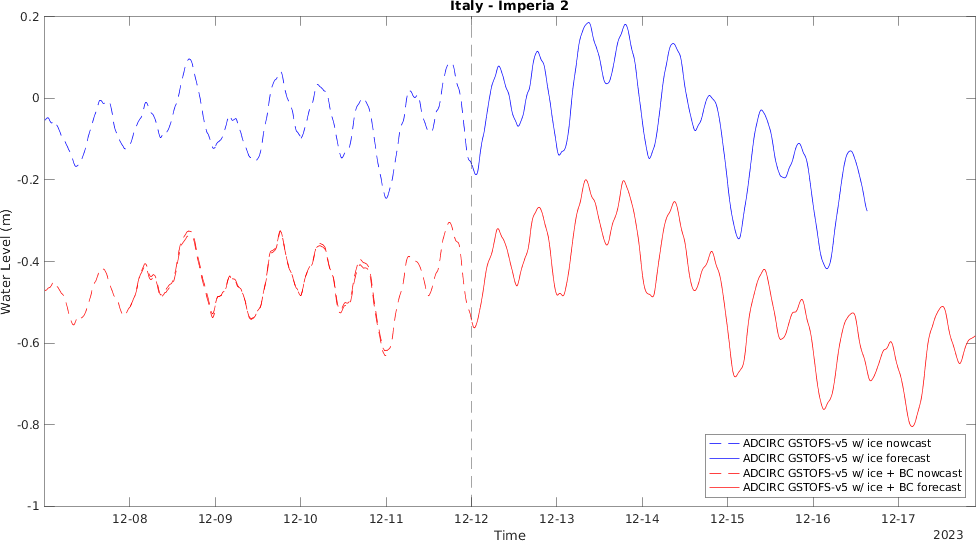 Italy - Imperia 2
0.2
0
-0.2
-0.4
-0.6
-0.8
-1
Water Level (m)
12-08 12-09 12-10 12-11 12-12 12-13 12-14 12-15 12-16 12-17
Time
2023
ADCIRC GSTOFS-v5 w/ ice nowcast
ADCIRC GSTOFS-v5 w/ ice forecast
ADCIRC GSTOFS-v5 w/ ice + BC nowcast
ADCIRC GSTOFS-v5 w/ ice + BC forecast